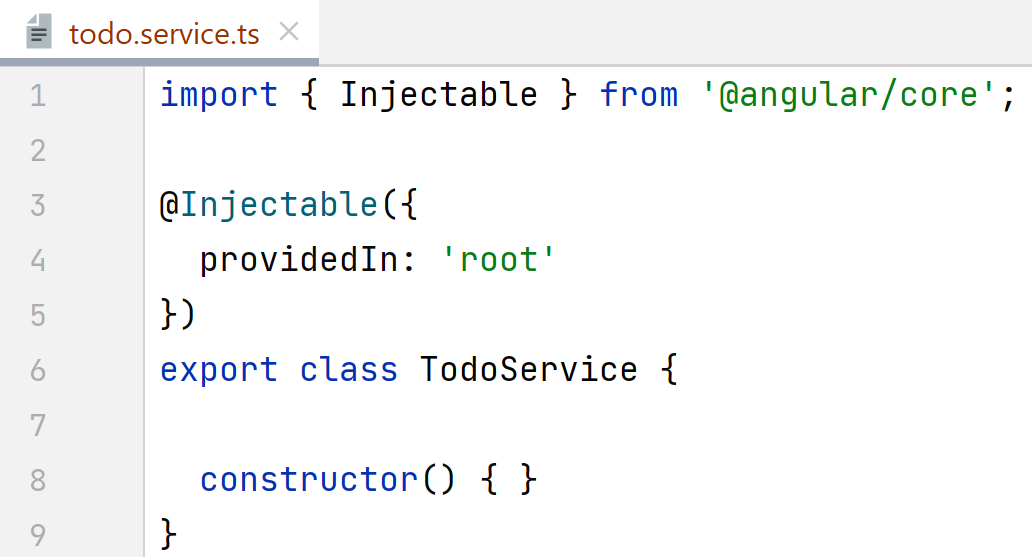 todo.service.ts
1 import { Injectable } from '@angular/core';
2
3 @Injectable({
4   providedIn: 'root'
5 })
6 export class TodoService {
7
8   constructor() { }
9 }